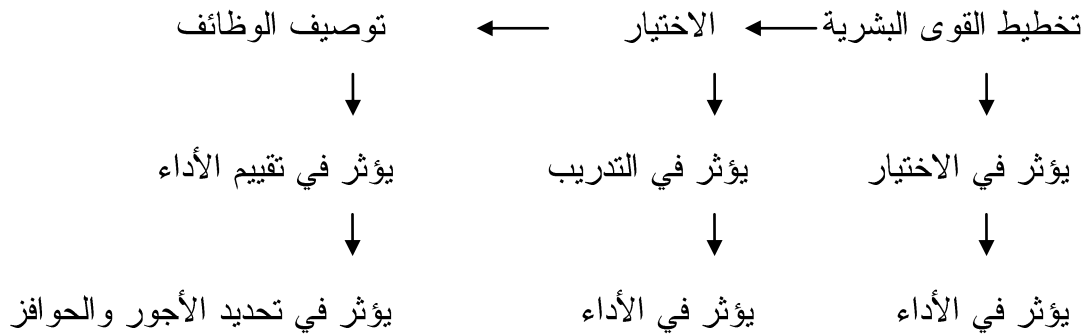 تخطيط القوى البشرية الاختيار توصيف الوظائف
يؤثر في الاختيار يؤثر في التدريب يؤثر في تقييم الأداء
يؤثر في الأداء يؤثر في الأداء يؤثر في تحديد الأجور والحوافز